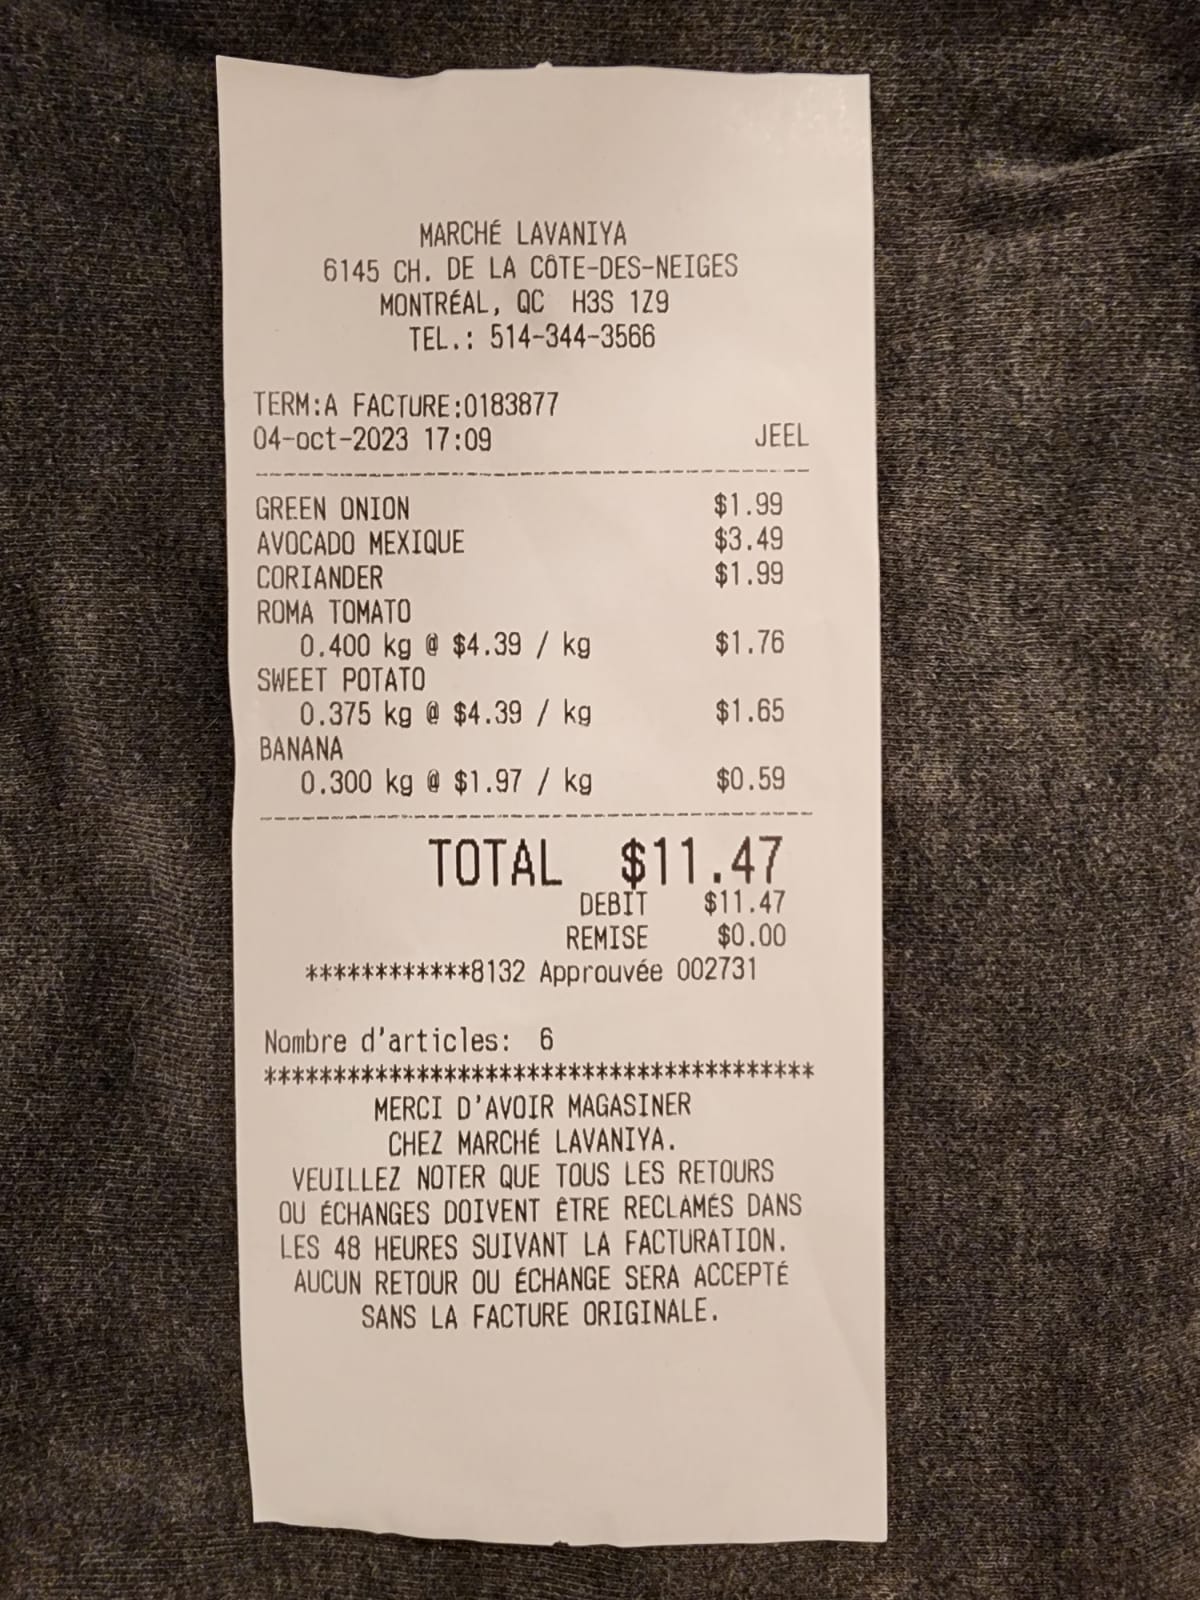 MARCHÉ LAVANIYA
6145 CH. DE LA CÔTE-DES-NEIGES
MONTRÉAL, QC H3S 1Z9
TEL.: 514-344-3566
TERM:A FACTURE:0183877
04-oct-2023 17:09 JEEL
GREEN ONION $1.99
AVOCADO MEXIQUE $3.49
CORIANDER $1.99
ROMA TOMATO
0.400 kg @ $4.39 / kg $1.76
SWEET POTATO
0.375 kg @ $4.39 / kg $1.65
BANANA
0.300 kg @ $1.97 / kg $0.59
TOTAL $11.47
DEBIT $11.47
REMISE $0.00
************8132 Approuvée 002731
Nombre d'articles: 6
****************************************
MERCI D'AVOIR MAGASINER
CHEZ MARCHÉ LAVANIYA.
VEUILLEZ NOTER QUE TOUS LES RETOURS
OU ÉCHANGES DOIVENT ÊTRE RECLAMÉS DANS
LES 48 HEURES SUIVANT LA FACTURATION.
AUCUN RETOUR OU ÉCHANGE SERA ACCEPTÉ
SANS LA FACTURE ORIGINALE.